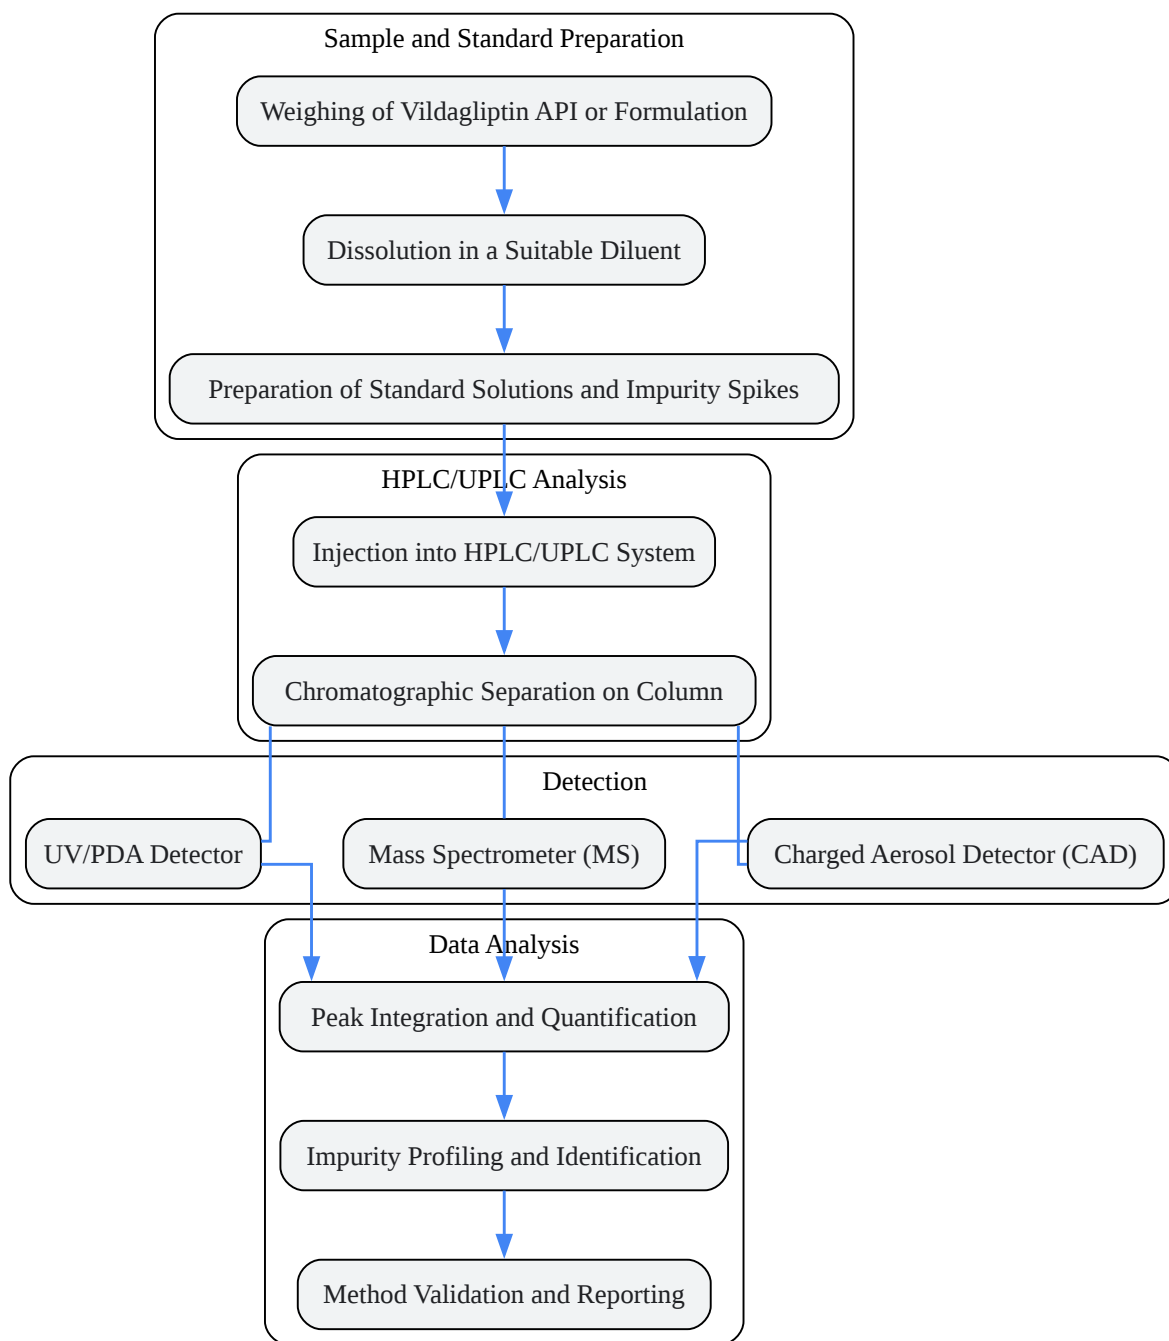 Sample and Standard Preparation
Weighing of Vildagliptin API or Formulation
Dissolution in a Suitable Diluent
Preparation of Standard Solutions and Impurity Spikes
HPLC/UPLC Analysis
Injection into HPLC/UPLC System
Chromatographic Separation on Column
Detection
UV/PDA Detector
Mass Spectrometer (MS)
Charged Aerosol Detector (CAD)
Data Analysis
Peak Integration and Quantification
Impurity Profiling and Identification
Method Validation and Reporting